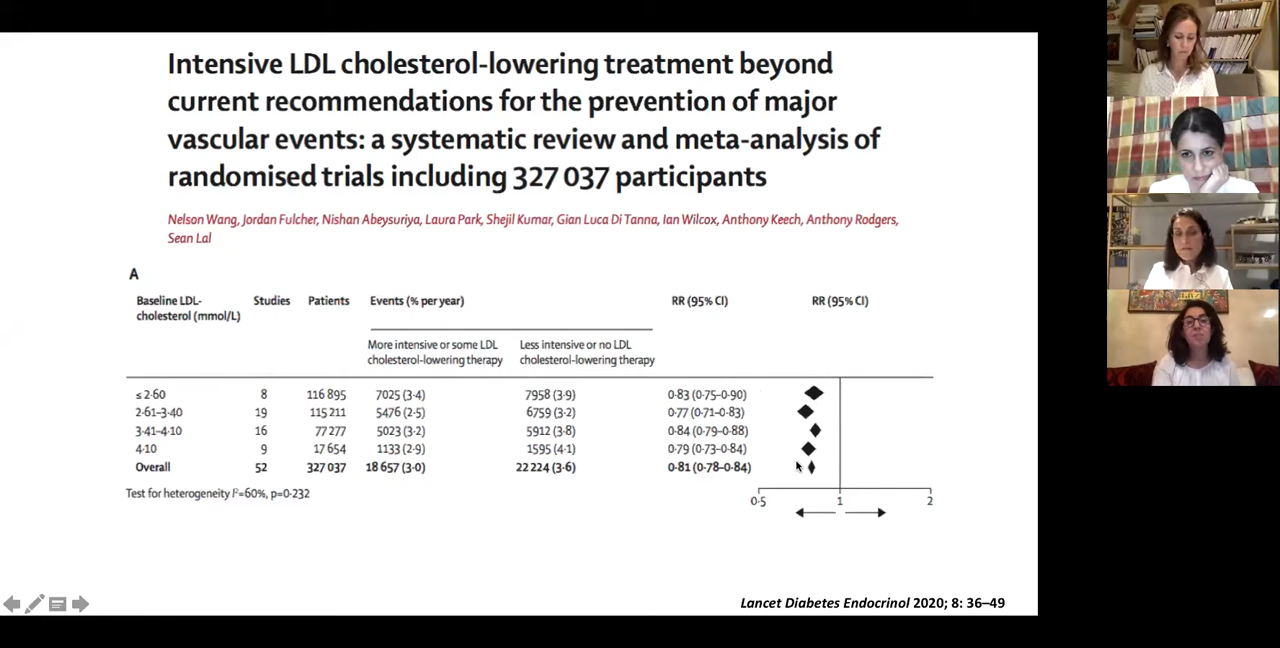 Intensive LDL cholesterol-lowering treatment beyond
current recommendations for the prevention of major
vascular events: a systematic review and meta-analysis of
randomised trials including 327 037 participants
Nelson Wang, Jordan Fulcher, Nishan Abeysuriya, Laura Park, Shejil Kumar, Gian Luca Di Tanna, Ian Wilcox, Anthony Keech, Anthony Rodgers,
Sean Lal
A
Baseline LDL- Studies Patients Events (% per year) RR (95% CI) RR (95% CI)
cholesterol (mmol/L)
More intensive or some LDL Less intensive or no LDL
cholesterol-lowering therapy cholesterol-lowering therapy
≤2·60 8 116 895 7025 (3·4) 7958 (3·9) 0·83 (0·75–0·90)
2·61–3·40 19 115 211 5476 (2·5) 6759 (3·2) 0·77 (0·71–0·83)
3·41–4·10 16 77 277 5023 (3·2) 5912 (3·8) 0·84 (0·79–0·88)
4·10 9 17 654 1133 (2·9) 1595 (4·1) 0·79 (0·73–0·84)
Overall 52 327 037 18 657 (3·0) 22 224 (3·6) 0·81 (0·78–0·84)
Test for heterogeneity I²=60%, p=0·232
0·5 1 2
Lancet Diabetes Endocrinol 2020; 8: 36–49